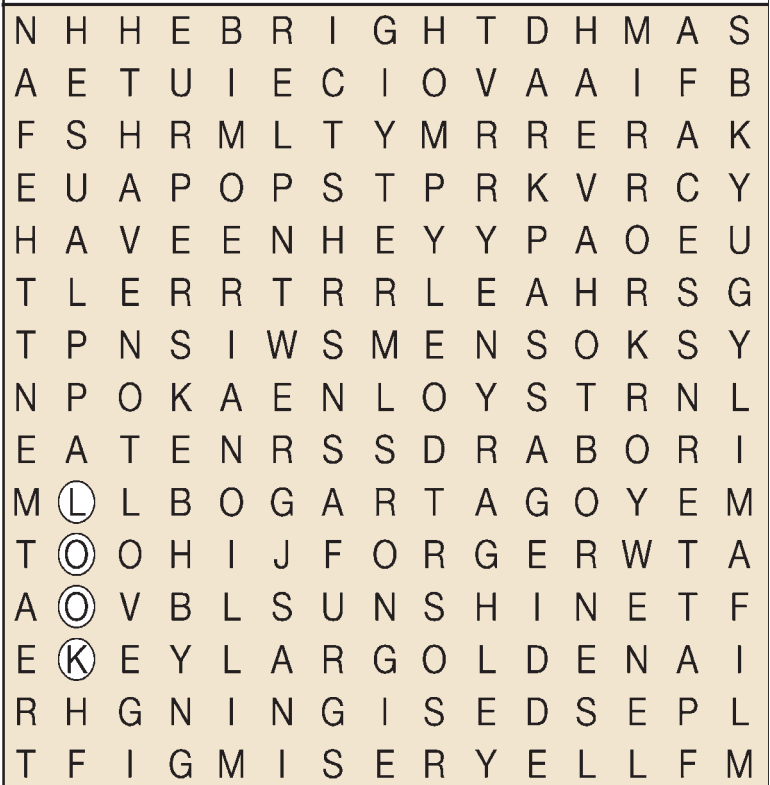 N H H E B R I G H T D H M A S
A E T U I E C I O V A A I F B
F S H R M L T Y M R R E R A K
E U A P O P S T P R K V R C Y
H A V E E N H E Y Y P A O E U
T L E R R T R R L E A H R S G
T P N S I W S M E N S O K S Y
N P O K A E N L O Y S T R N L
E A T E N R S S D R A B O R I
M L L B O G A R T A G O Y E M
T O O H I J F O R G E R W T A
A O V B L S U N S H I N E T F
E K E Y L A R G O L D E N A I
R H G N I N G I S E D S E P L
T F I G M I S E R Y E L L F M